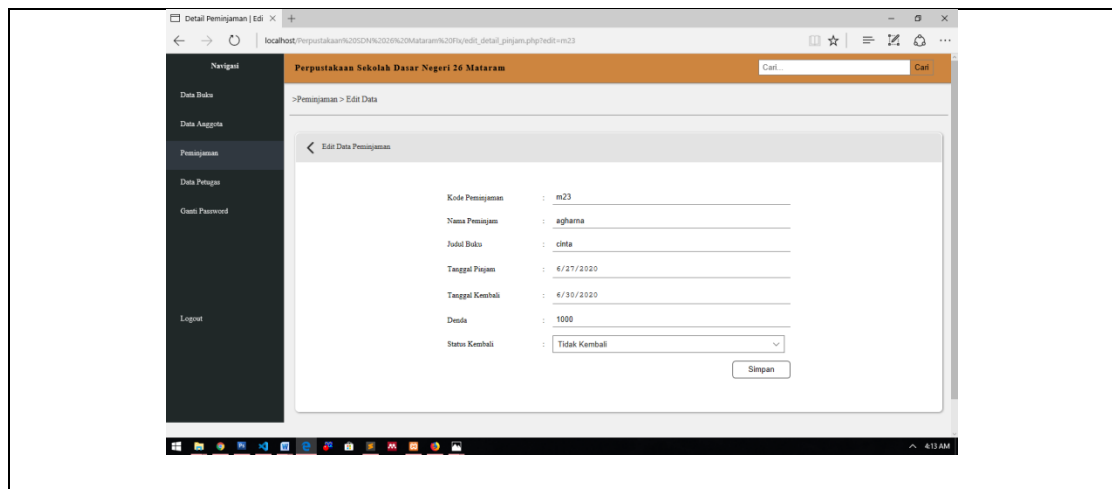 Detail Peminjaman | Edi
localhost/Perpustakaan%20SDN%2026%20Mataram%20Fix/edit_detail_pinjam.php?edit=m23
Navigasi
Perpustakaan Sekolah Dasar Negeri 26 Mataram
Cari...
Cari
Data Buku
>Peminjaman > Edit Data
Data Anggota
Peminjaman
Edit Data Peminjaman
Data Petugas
Ganti Password
Kode Peminjaman : m23
Nama Peminjam : agharna
Judul Buku : cinta
Tanggal Pinjam : 6/27/2020
Tanggal Kembali : 6/30/2020
Logout
Denda : 1000
Status Kembali : Tidak Kembali
Simpan
4:13 AM